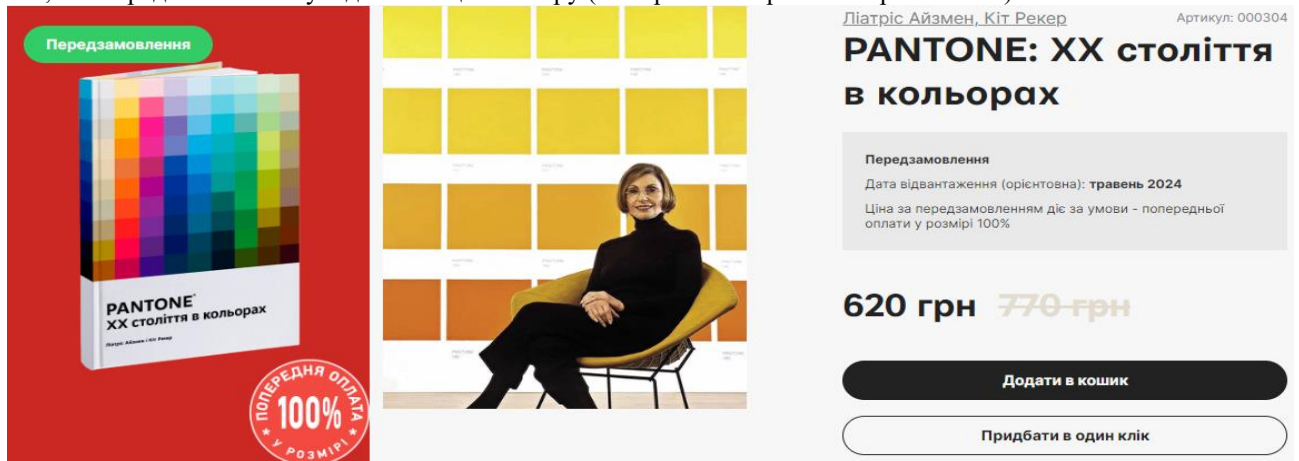 Передзамовлення
PANTONE®
XX століття в кольорах
Ліатріс Айзмен і Кіт Рекер
ПОПЕРЕДНЯ ОПЛАТА
100%
У РОЗМІРІ
Ліатріс Айзмен, Кіт Рекер
Артикул: 000304
PANTONE: XX століття
в кольорах
Передзамовлення
Дата відвантаження (орієнтовна): травень 2024
Ціна за передзамовленням діє за умови - попередньої
оплати у розмірі 100%
620 грн 770 грн
Додати в кошик
Придбати в один клік